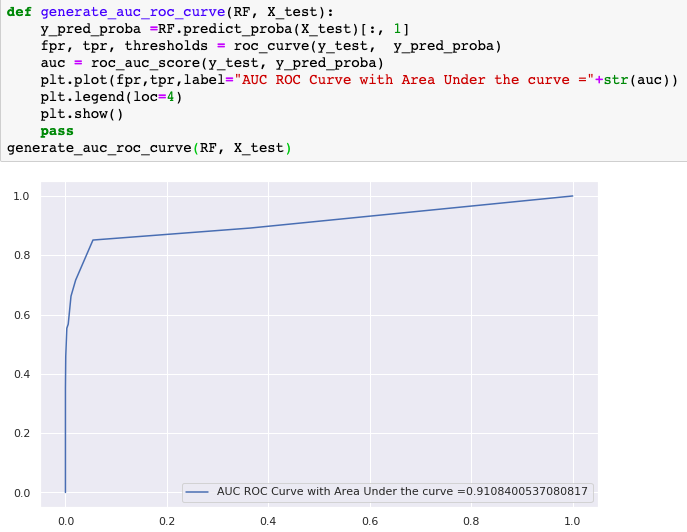 def generate_auc_roc_curve(RF, X_test):
    y_pred_proba =RF.predict_proba(X_test)[:, 1]
    fpr, tpr, thresholds = roc_curve(y_test,  y_pred_proba)
    auc = roc_auc_score(y_test, y_pred_proba)
    plt.plot(fpr,tpr,label="AUC ROC Curve with Area Under the curve ="+str(auc))
    plt.legend(loc=4)
    plt.show()
    pass
generate_auc_roc_curve(RF, X_test)
1.0
0.8
0.6
0.4
0.2
0.0
AUC ROC Curve with Area Under the curve =0.9108400537080817
0.0 0.2 0.4 0.6 0.8 1.0